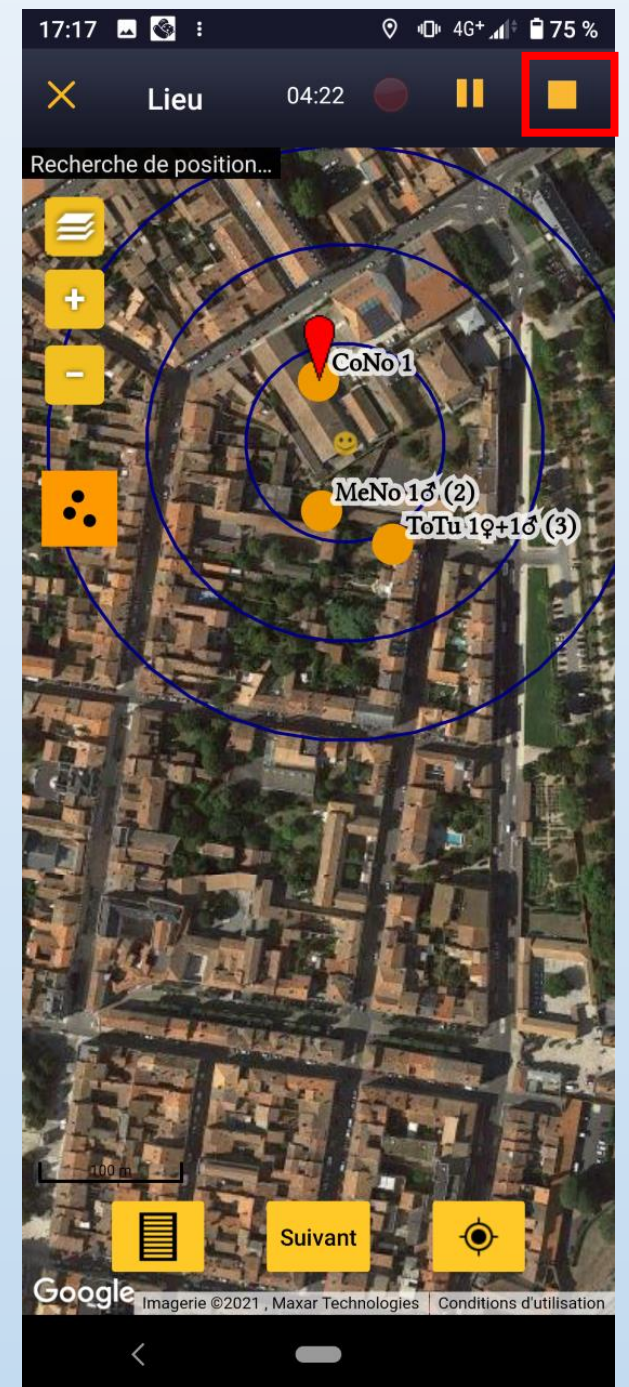 17:17 4G+ 75 %
Lieu 04:22
Recherche de position...
+
–
CoNo 1
MeNo 1♂ (2)
ToTu 1♀+1♂ (3)
100 m
Suivant
Google Imagerie ©2021 , Maxar Technologies Conditions d'utilisation